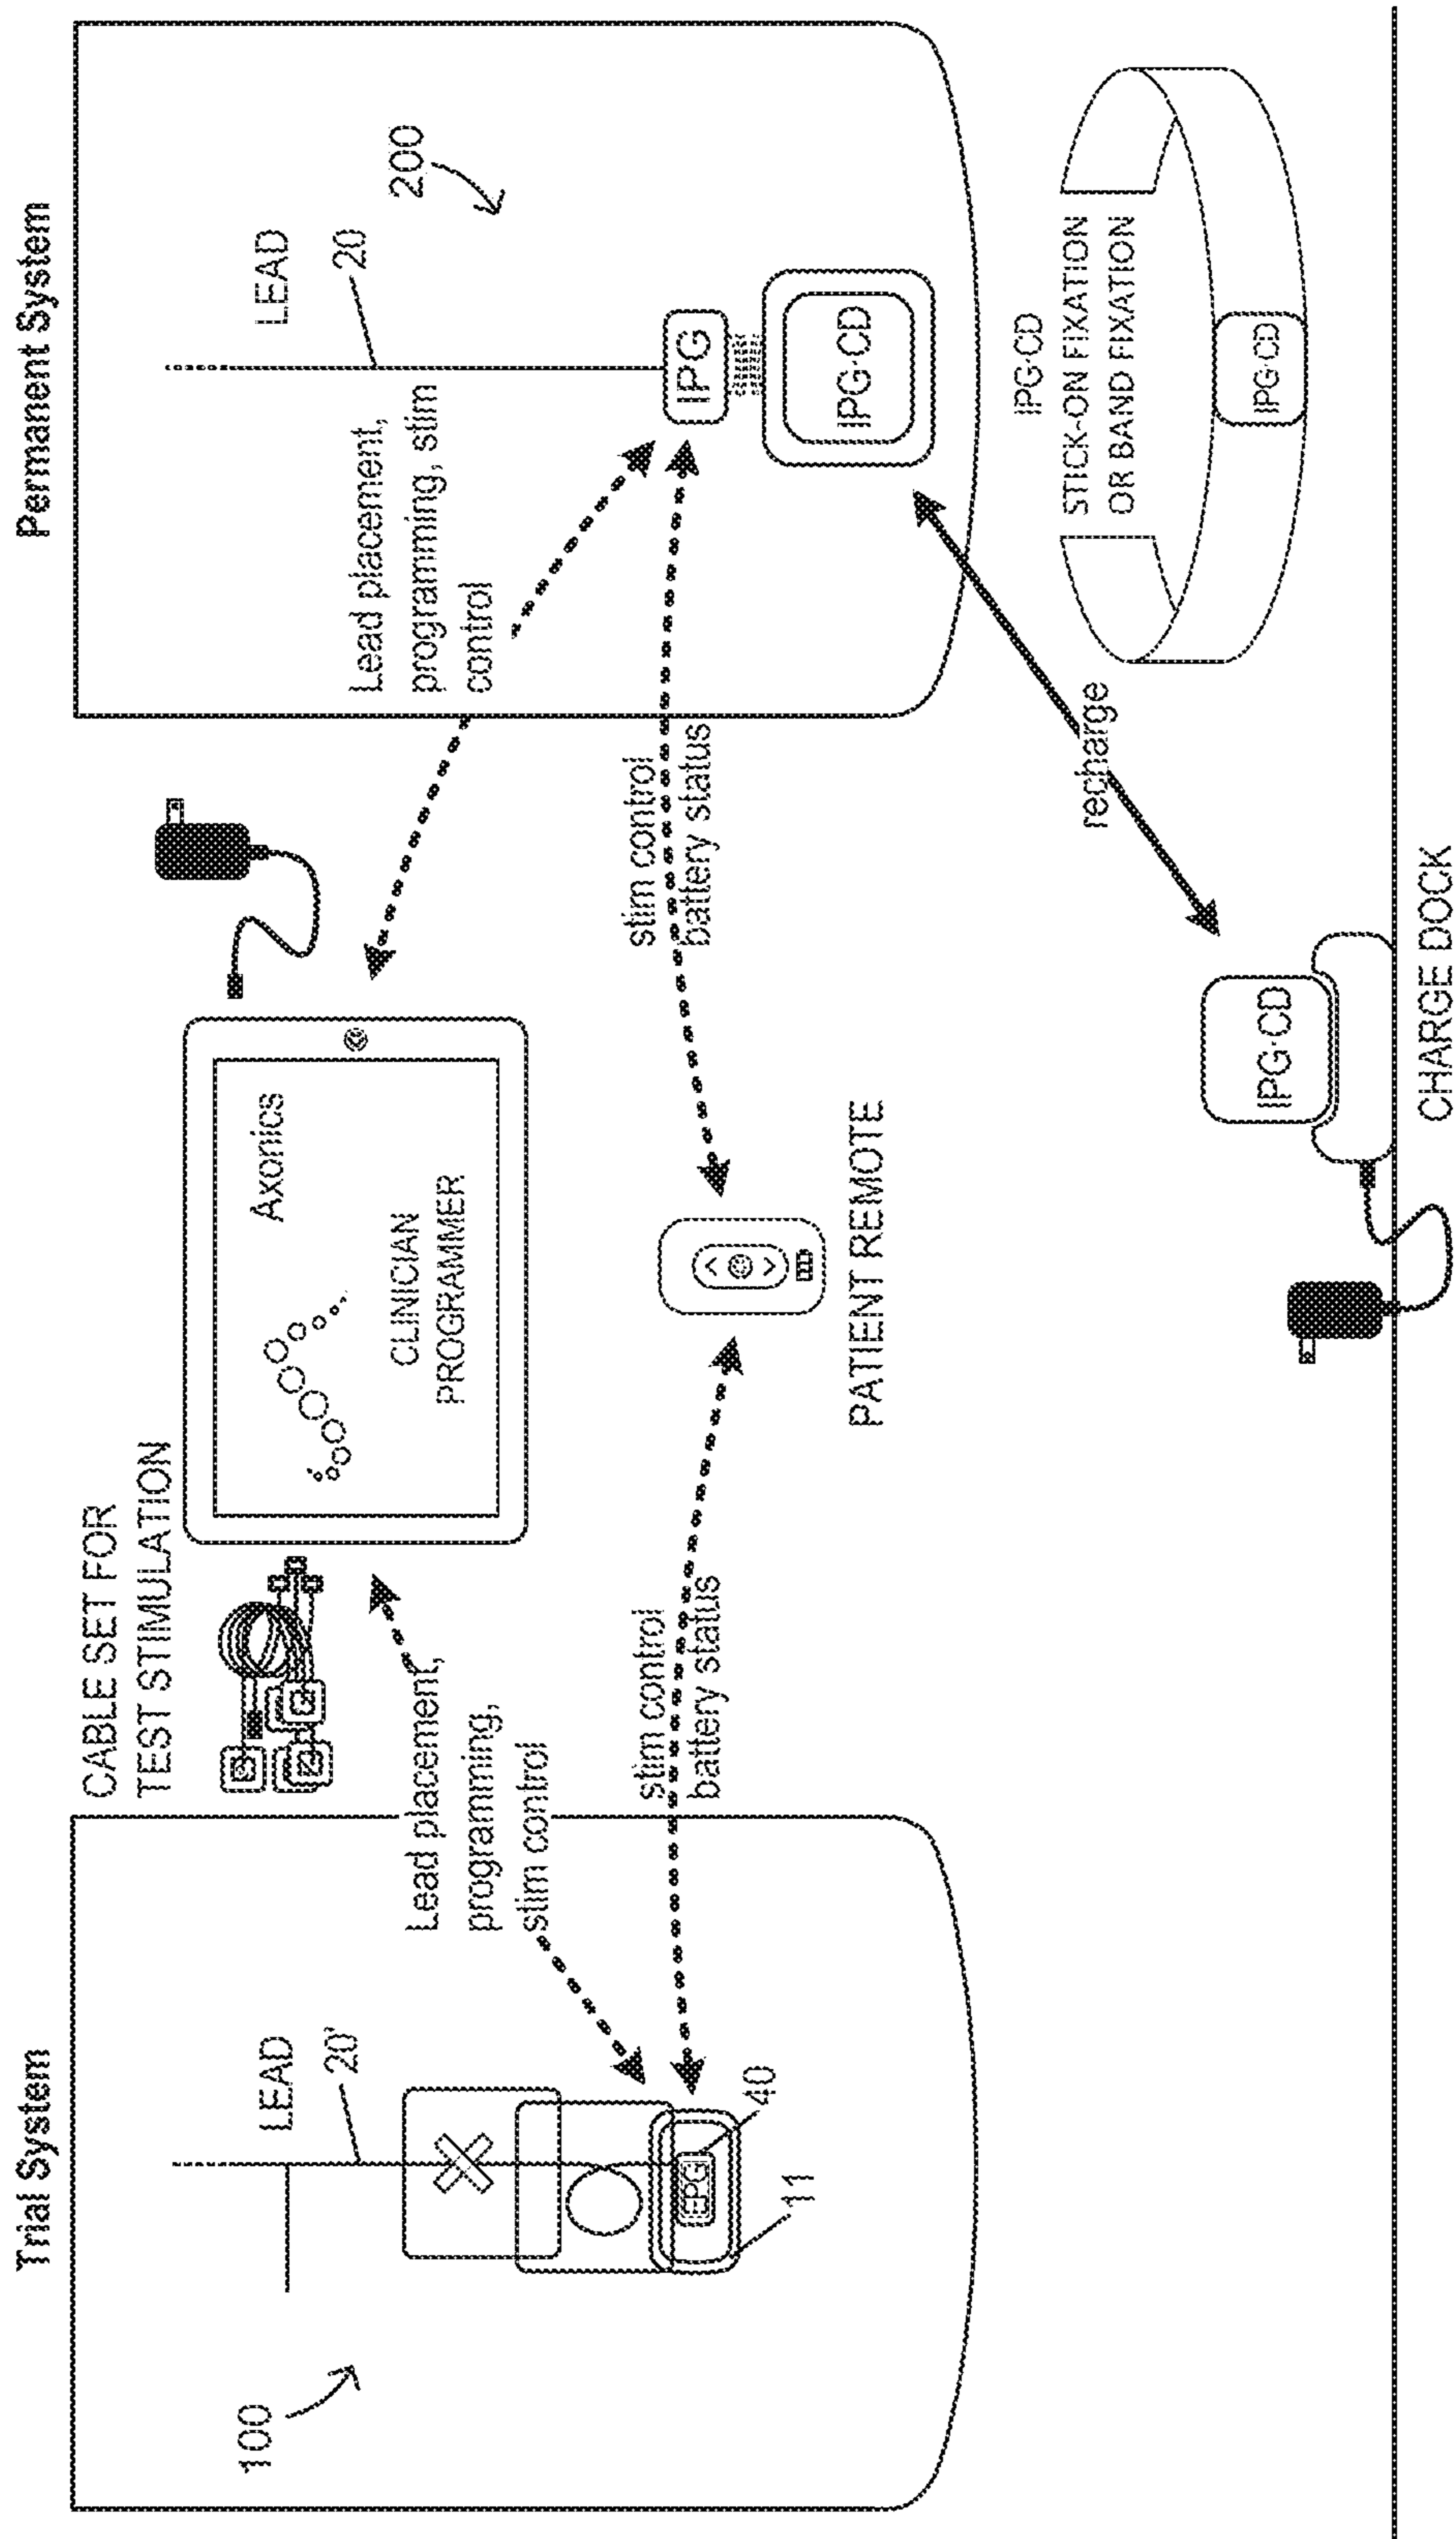 Trial System
100
LEAD
20'
EPG
40
11
CABLE SET FOR
TEST STIMULATION
Lead placement,
programming,
stim control
stim control
battery status
Axonics
CLINICIAN
PROGRAMMER
PATIENT REMOTE
Permanent System
LEAD
20
200
Lead placement,
programming, stim
control
stim control
battery status
IPG
IPG-CD
recharge
IPG-CD
STICK-ON FIXATION
OR BAND FIXATION
IPG-CD
IPG-CD
CHARGE DOCK